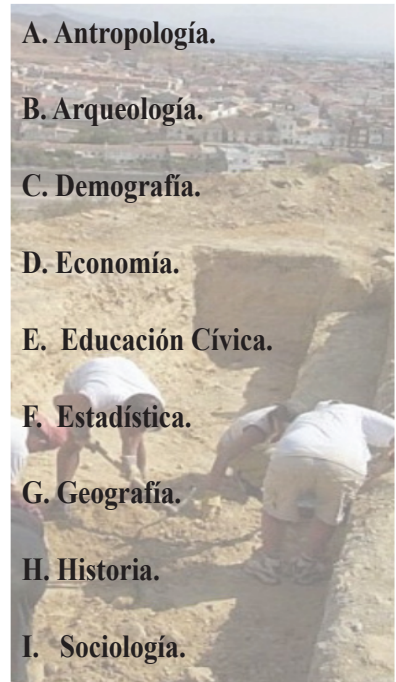 A. Antropología.
B. Arqueología.
C. Demografía.
D. Economía.
E. Educación Cívica.
F. Estadística.
G. Geografía.
H. Historia.
I. Sociología.